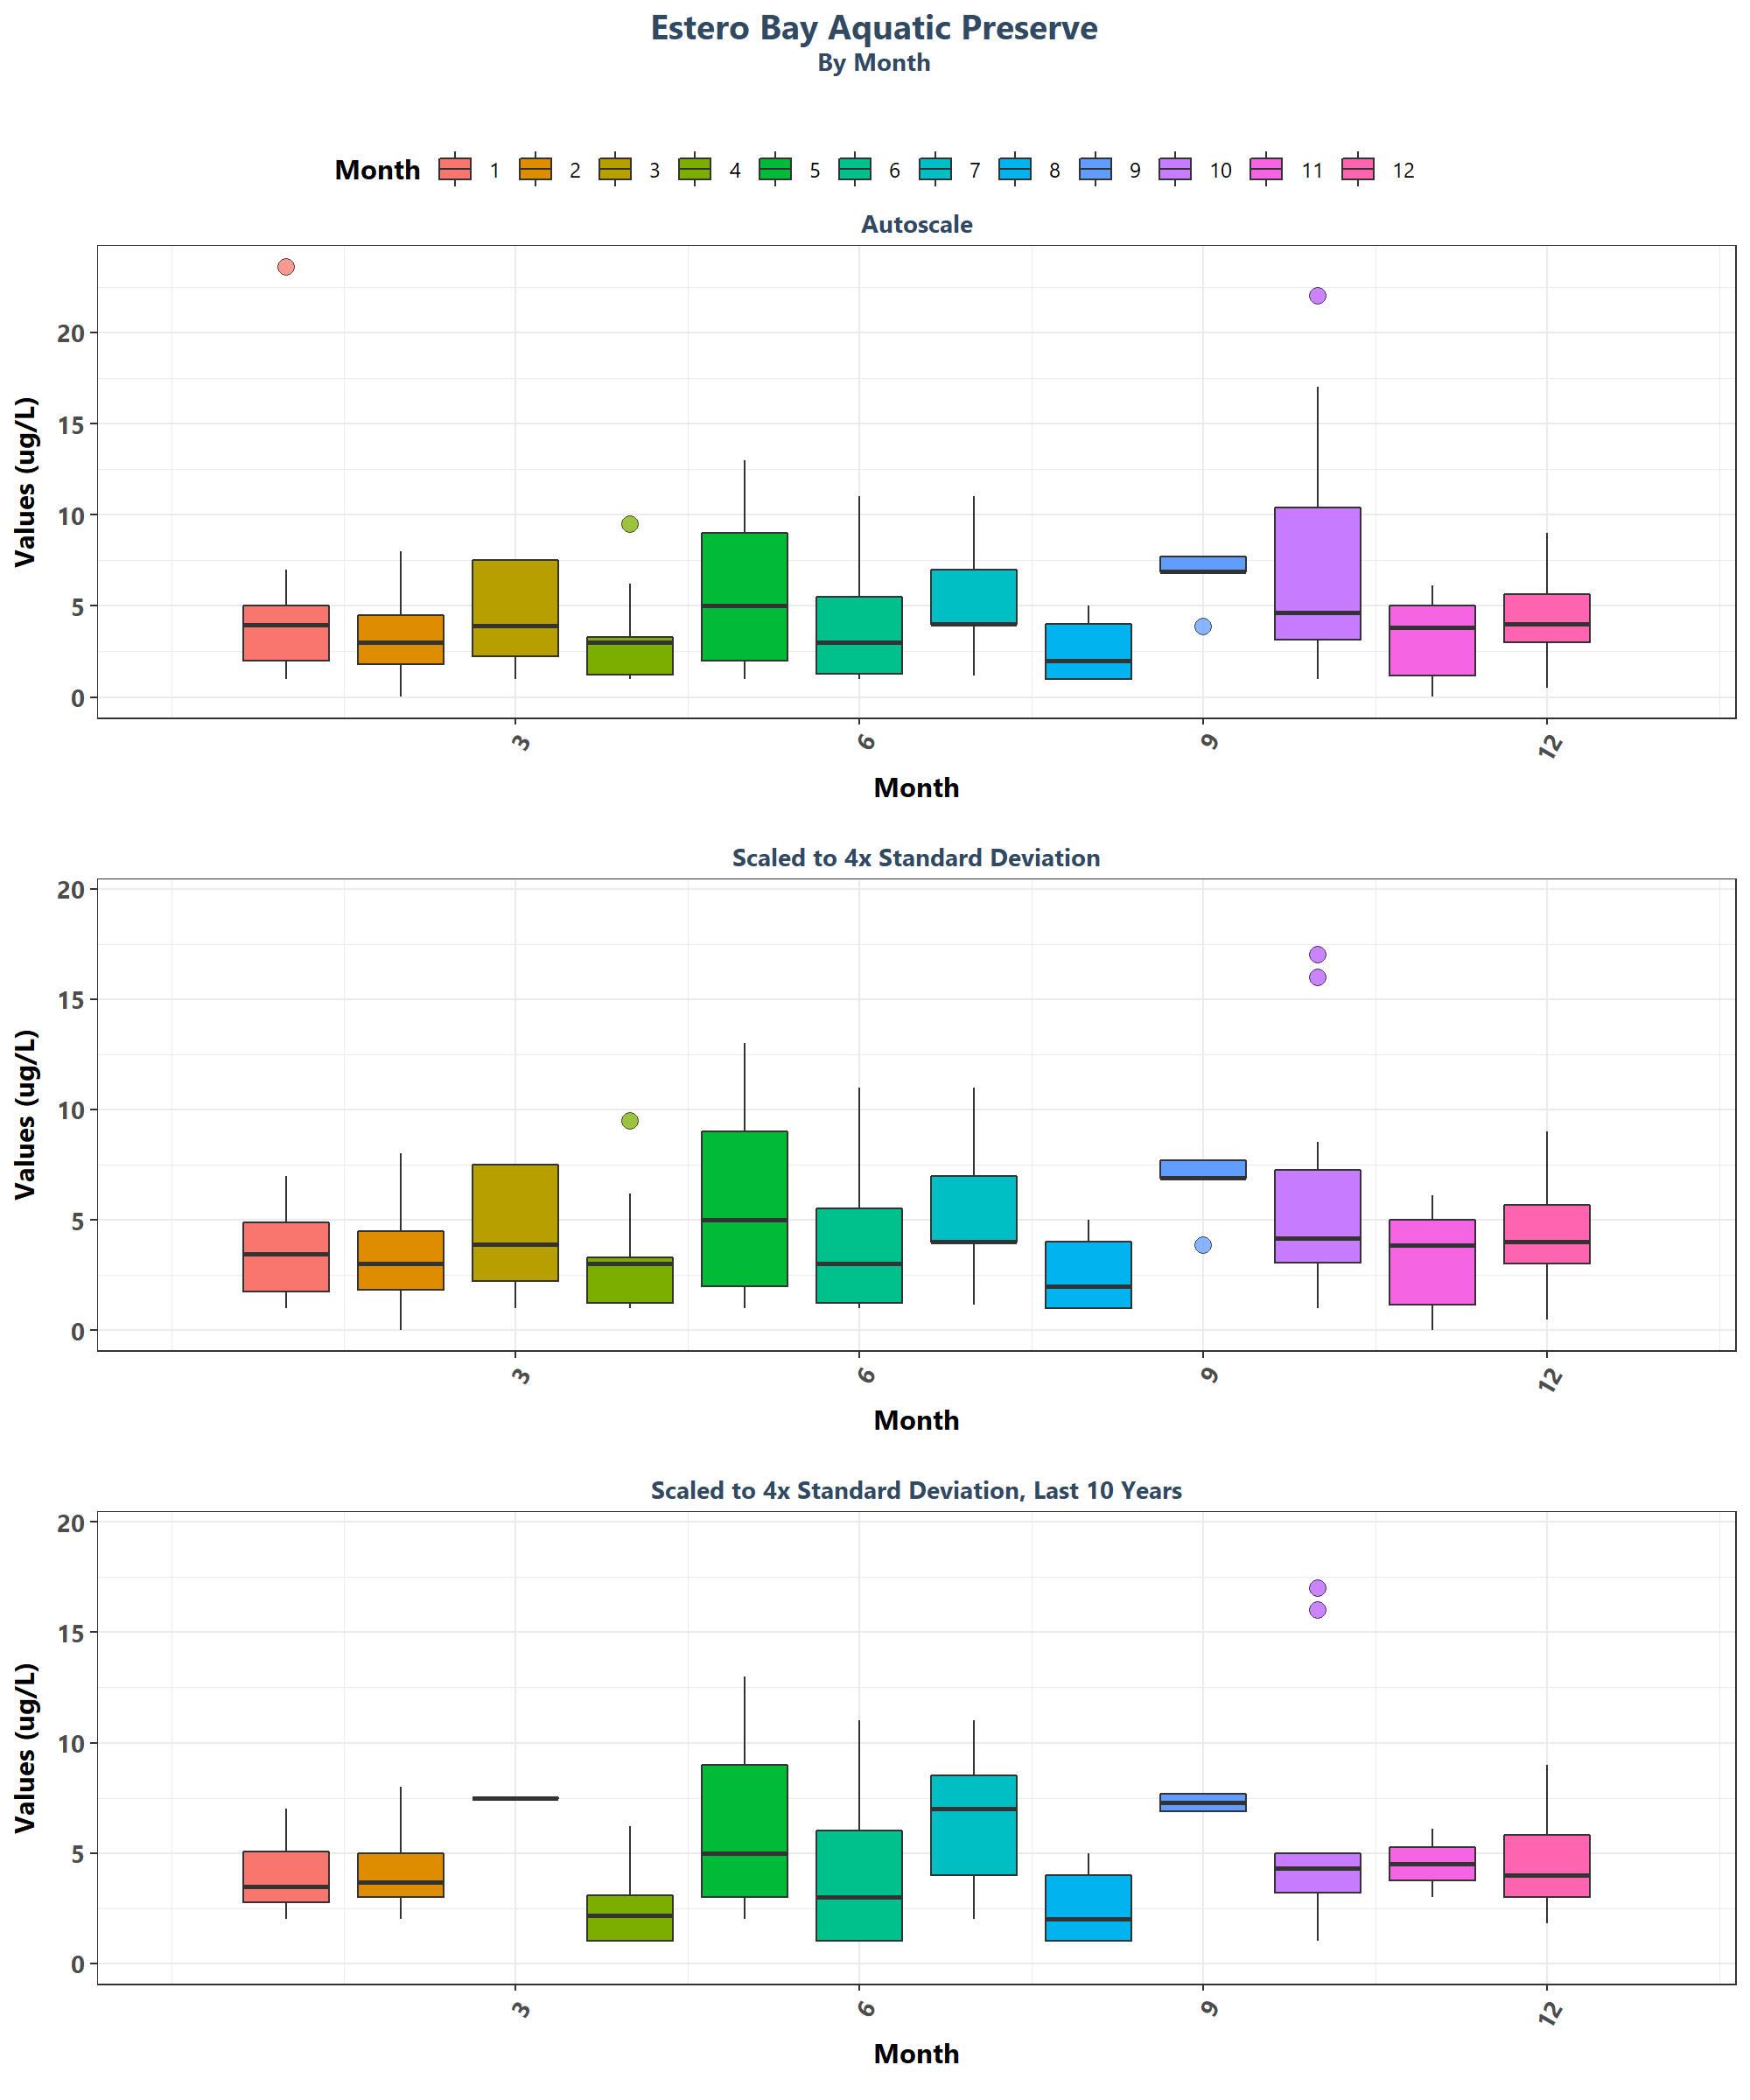 Estero Bay Aquatic Preserve
By Month
Month 1 2 3 4 5 6 7 8 9 10 11 12
Autoscale
Values (ug/L)
20
15
10
5
0
3 6 9 12
Month
Scaled to 4x Standard Deviation
Values (ug/L)
20
15
10
5
0
3 6 9 12
Month
Scaled to 4x Standard Deviation, Last 10 Years
Values (ug/L)
20
15
10
5
0
3 6 9 12
Month